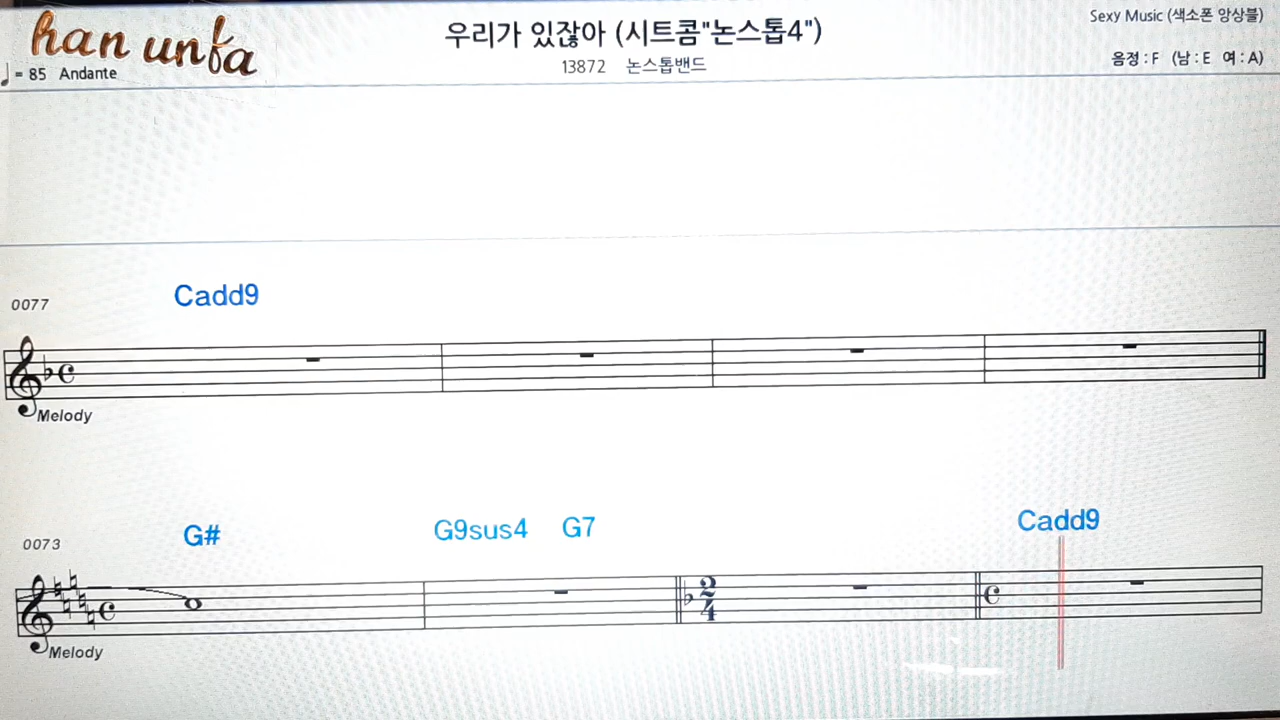 han unfa
우리가 있잖아 (시트콤"논스톱4")
Sexy Music (색소폰 앙상블)
♩ = 85 Andante
13872 논스톱밴드
음정 : F (남 : E 여 : A)
Cadd9
0077
Melody
G# G9sus4 G7 Cadd9
0073
2
4
Melody